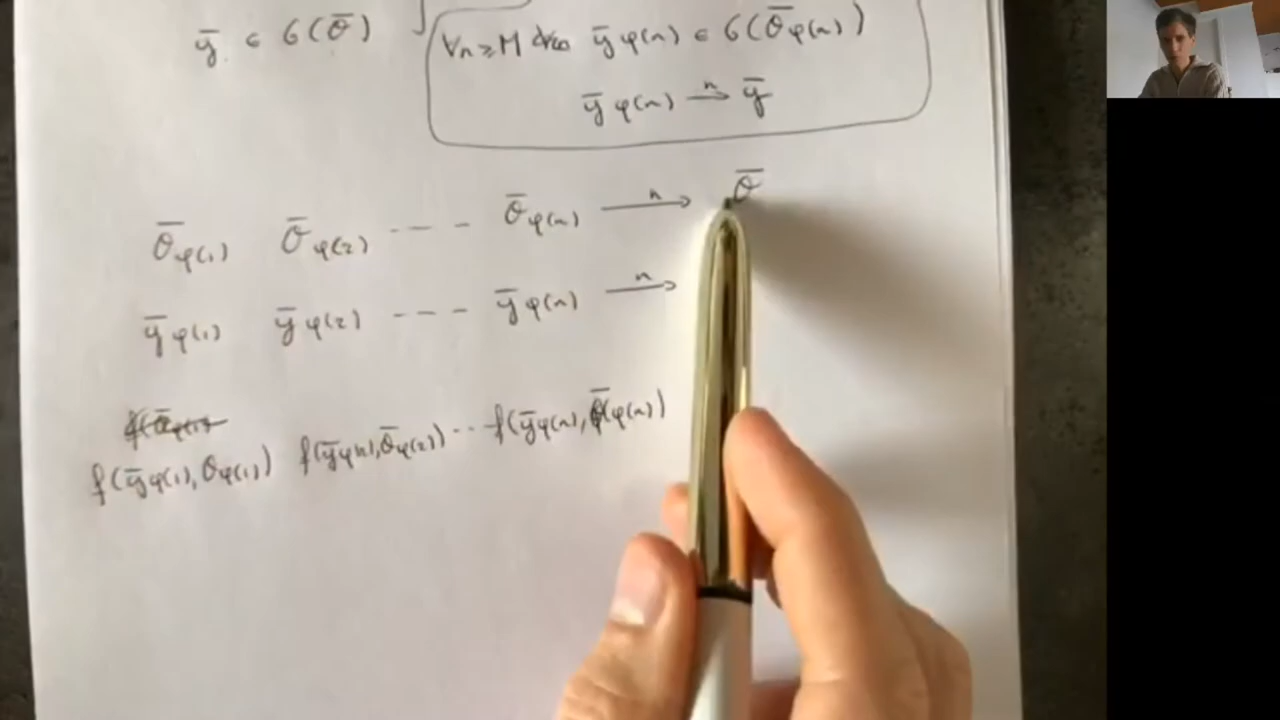 ȳ ∈ G(θ̄)
∀n ≥ M ȳφ(n) ∈ G(θ̄φ(n))
ȳφ(n) →ⁿ ȳ
θ̄φ(1) θ̄φ(2) ---- θ̄φ(n) →ⁿ θ̄
ȳφ(1) ȳφ(2) ---- ȳφ(n) →ⁿ
f(ȳφ(1), θφ(1)) f(ȳφ(2), θ̄φ(2)) ·· f(ȳφ(n), θ̄φ(n))